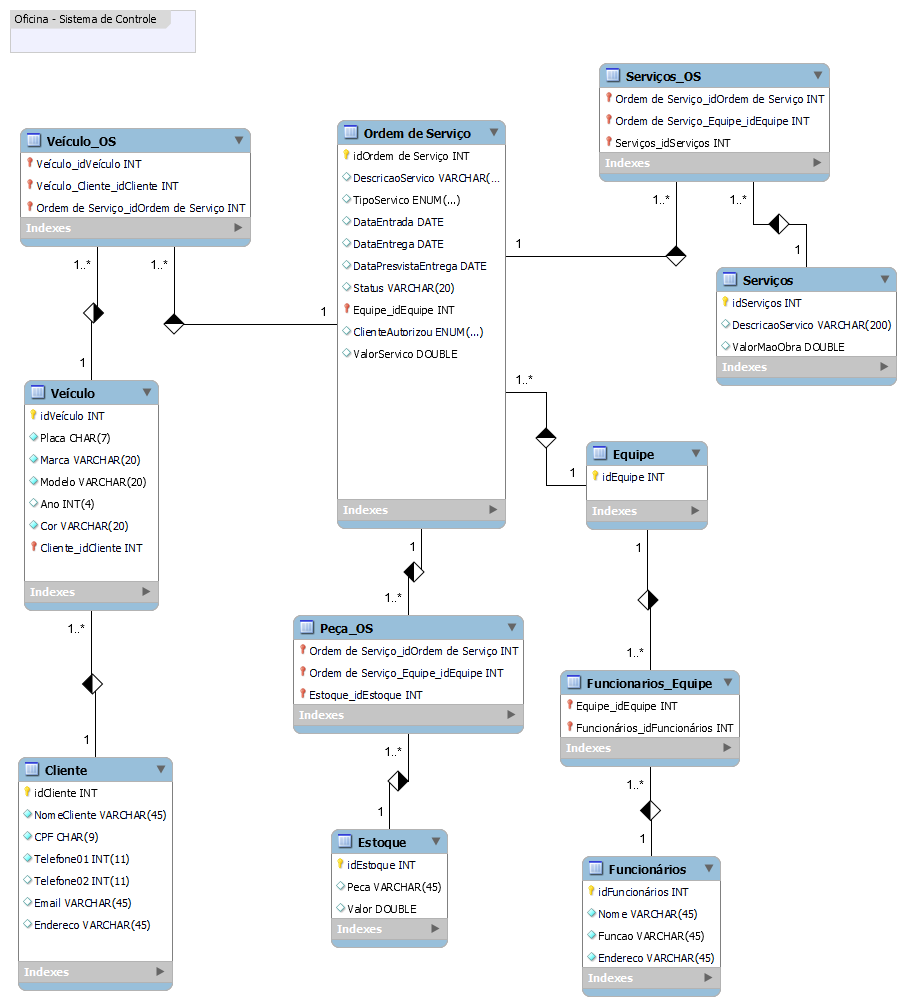 Oficina - Sistema de Controle
Veículo_OS
Veículo_idVeículo INT
Veículo_Cliente_idCliente INT
Ordem de Serviço_idOrdem de Serviço INT
Indexes
1..*
1..*
1
1
Ordem de Serviço
idOrdem de Serviço INT
DescricaoServico VARCHAR(...
TipoServico ENUM(...)
DataEntrada DATE
DataEntrega DATE
DataPresvistaEntrega DATE
Status VARCHAR(20)
Equipe_idEquipe INT
ClienteAutorizou ENUM(...)
ValorServico DOUBLE
Indexes
Serviços_OS
Ordem de Serviço_idOrdem de Serviço INT
Ordem de Serviço_Equipe_idEquipe INT
Serviços_idServiços INT
Indexes
1..*
1..*
1
1
Serviços
idServiços INT
DescricaoServico VARCHAR(200)
ValorMaoObra DOUBLE
Indexes
Veículo
idVeículo INT
Placa CHAR(7)
Marca VARCHAR(20)
Modelo VARCHAR(20)
Ano INT(4)
Cor VARCHAR(20)
Cliente_idCliente INT
Indexes
1..*
1
1..*
1
Equipe
idEquipe INT
Indexes
1
1..*
1
1..*
Peça_OS
Ordem de Serviço_idOrdem de Serviço INT
Ordem de Serviço_Equipe_idEquipe INT
Estoque_idEstoque INT
Indexes
1..*
1
Funcionarios_Equipe
Equipe_idEquipe INT
Funcionários_idFuncionários INT
Indexes
1..*
1
Cliente
idCliente INT
NomeCliente VARCHAR(45)
CPF CHAR(9)
Telefone01 INT(11)
Telefone02 INT(11)
Email VARCHAR(45)
Endereco VARCHAR(45)
Indexes
Estoque
idEstoque INT
Peca VARCHAR(45)
Valor DOUBLE
Indexes
Funcionários
idFuncionários INT
Nome VARCHAR(45)
Funcao VARCHAR(45)
Endereco VARCHAR(45)
Indexes